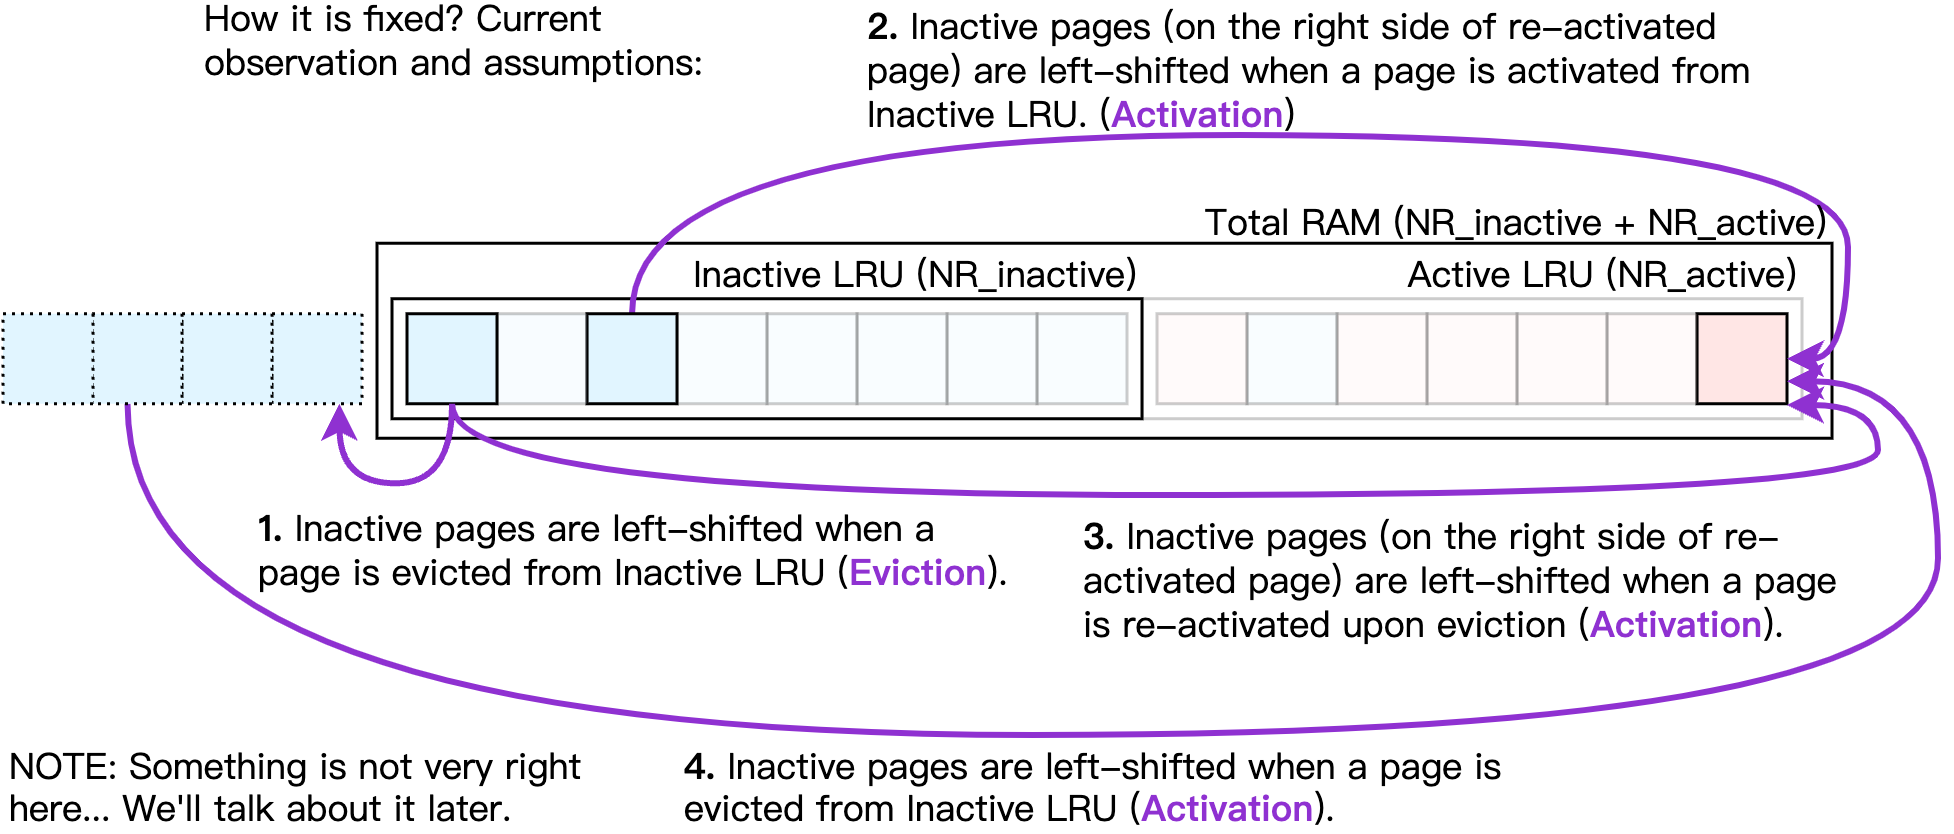 How it is fixed? Current
observation and assumptions:
2. Inactive pages (on the right side of re-activated
page) are left-shifted when a page is activated from
Inactive LRU. (Activation)
Total RAM (NR_inactive + NR_active)
Inactive LRU (NR_inactive)
Active LRU (NR_active)
1. Inactive pages are left-shifted when a
page is evicted from Inactive LRU (Eviction).
3. Inactive pages (on the right side of re-
activated page) are left-shifted when a page
is re-activated upon eviction (Activation).
NOTE: Something is not very right
here... We'll talk about it later.
4. Inactive pages are left-shifted when a page is
evicted from Inactive LRU (Activation).